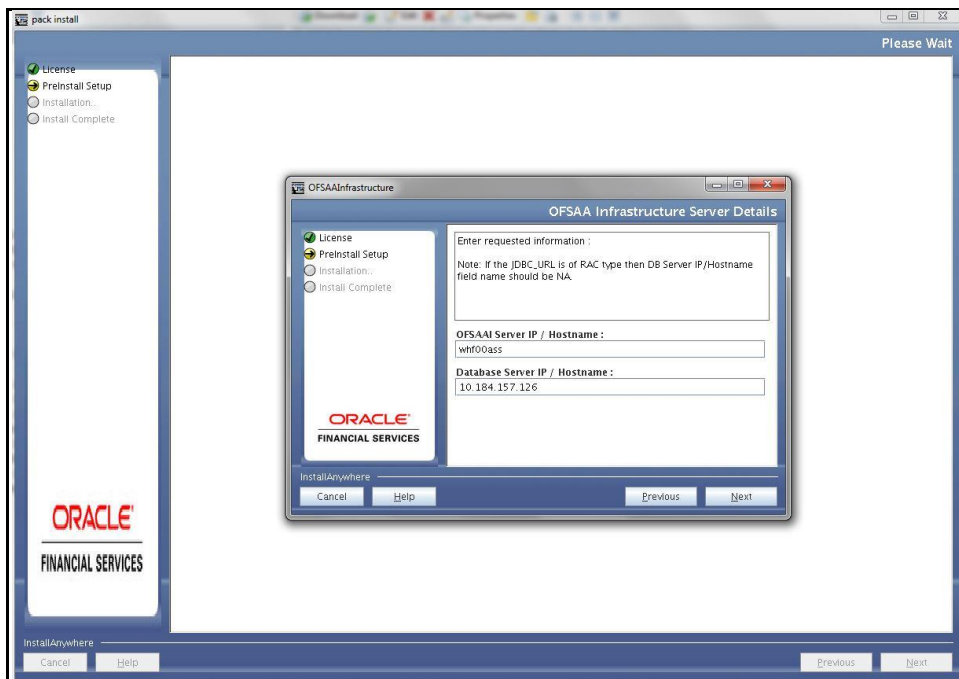 pack install
Please Wait
License
PreInstall Setup
Installation..
Install Complete
OFSAAInfrastructure
OFSAA Infrastructure Server Details
License
PreInstall Setup
Installation..
Install Complete
Enter requested information :
Note: If the JDBC_URL is of RAC type then DB Server IP/Hostname
field name should be NA.
OFSAAI Server IP / Hostname :
whf00ass
Database Server IP / Hostname :
10.184.157.126
ORACLE
FINANCIAL SERVICES
InstallAnywhere
Cancel
Help
Previous
Next
ORACLE
FINANCIAL SERVICES
InstallAnywhere
Cancel
Help
Previous
Next